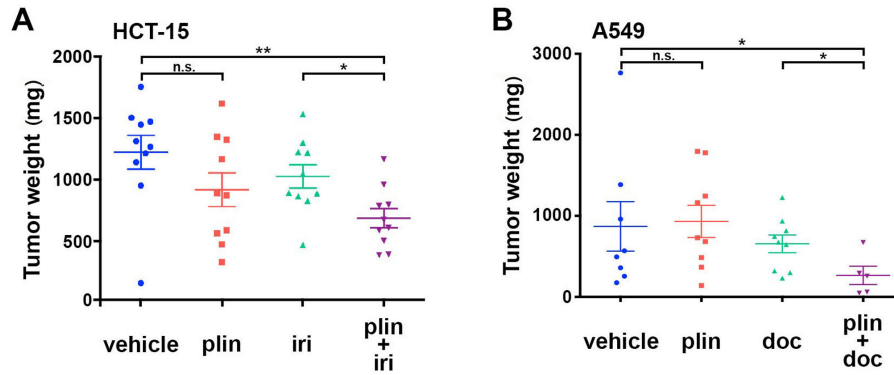 A
HCT-15
Tumor weight (mg)
2000
1500
1000
500
0
**
n.s.
*
vehicle
plin
iri
plin
+
iri
B
A549
Tumor weight (mg)
3000
2000
1000
0
*
n.s.
*
vehicle
plin
doc
plin
+
doc